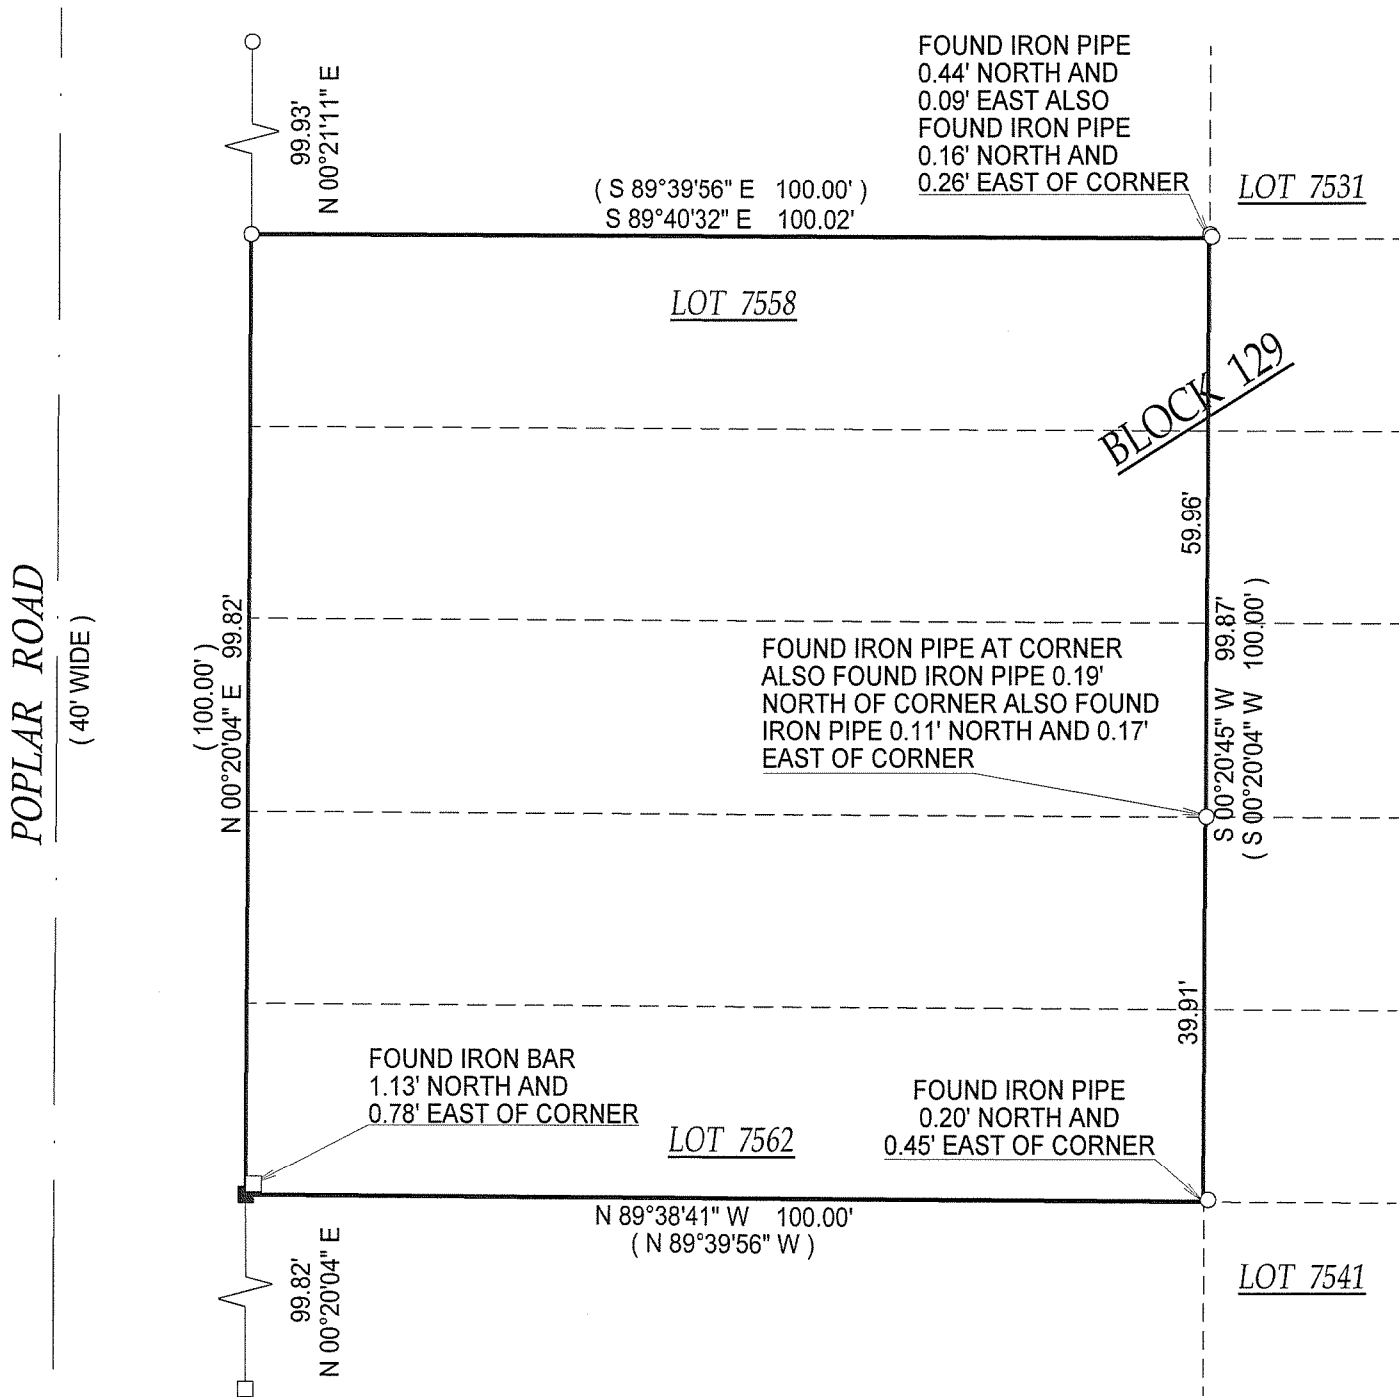 FOUND IRON PIPE
0.44' NORTH AND
0.09' EAST ALSO
FOUND IRON PIPE
0.16' NORTH AND
0.26' EAST OF CORNER
LOT 7531
99.93'
N 00°21'11" E
( S 89°39'56" E 100.00' )
S 89°40'32" E 100.02'
LOT 7558
BLOCK 129
59.96'
POPLAR ROAD
( 40' WIDE )
( 100.00' )
N 00°20'04" E 99.82'
FOUND IRON PIPE AT CORNER
ALSO FOUND IRON PIPE 0.19'
NORTH OF CORNER ALSO FOUND
IRON PIPE 0.11' NORTH AND 0.17'
EAST OF CORNER
S 00°20'45" W 99.87'
( S 00°20'04" W 100.00' )
39.91'
FOUND IRON BAR
1.13' NORTH AND
0.78' EAST OF CORNER
LOT 7562
FOUND IRON PIPE
0.20' NORTH AND
0.45' EAST OF CORNER
N 89°38'41" W 100.00'
( N 89°39'56" W )
99.82'
N 00°20'04" E
LOT 7541